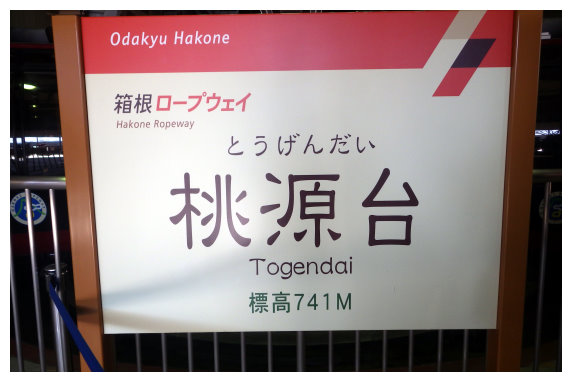 Odakyu Hakone
箱根ロープウェイ
Hakone Ropeway
とうげんだい
桃源台
Togendai
標高741M